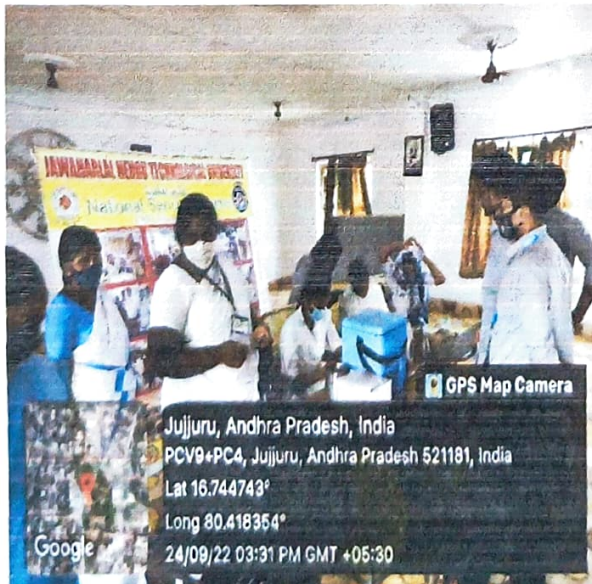 JAWAHARLAL NEHRU TECHNOLOGICAL UNIVERSITY
National
GPS Map Camera
Jujjuru, Andhra Pradesh, India
PCV9+PC4, Jujjuru, Andhra Pradesh 521181, India
Lat 16.744743°
Long 80.418354°
Google
24/09/22 03:31 PM GMT +05:30